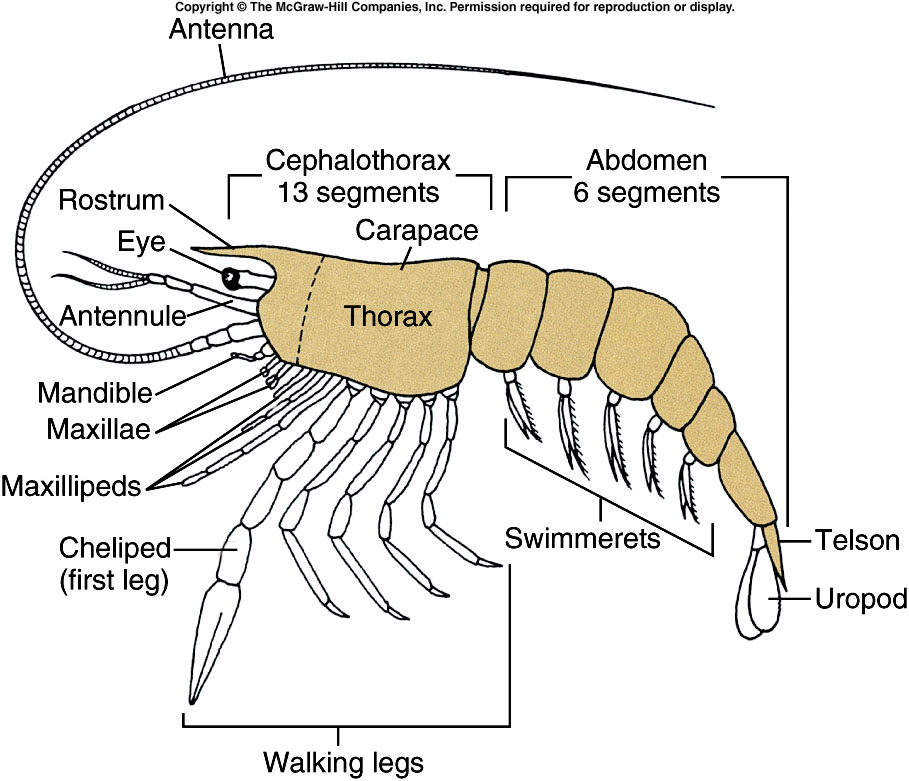 Copyright © The McGraw-Hill Companies, Inc. Permission required for reproduction or display.
Antenna
Cephalothorax
13 segments
Abdomen
6 segments
Rostrum
Carapace
Eye
Antennule
Thorax
Mandible
Maxillae
Maxillipeds
Cheliped
(first leg)
Swimmerets
Telson
Uropod
Walking legs